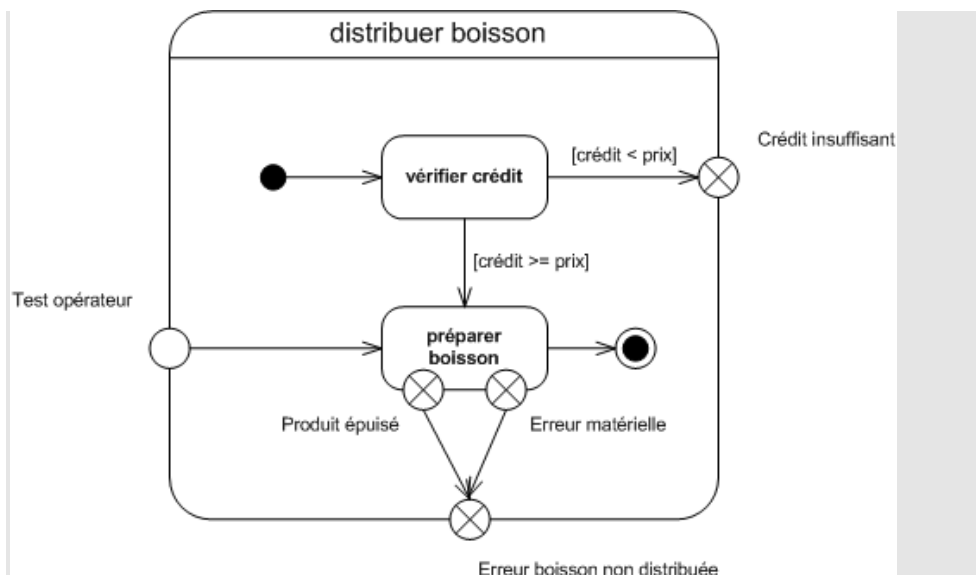 distribuer boisson
Crédit insuffisant
[crédit < prix]
vérifier crédit
[crédit >= prix]
Test opérateur
préparer
boisson
Produit épuisé
Erreur matérielle
Erreur boisson non distribuée